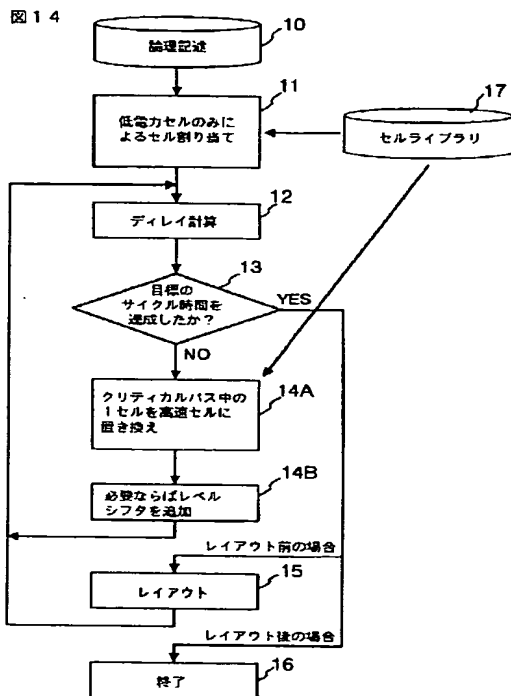 図14
論理記述
10
11
低電力セルのみに
よるセル割り当て
17
セルライブラリ
12
ディレイ計算
13
目標の
サイクル時間を
達成したか?
YES
NO
クリティカルパス中の
1セルを高速セルに
置き換え
14A
必要ならばレベル
シフタを追加
14B
レイアウト前の場合
レイアウト
15
レイアウト後の場合
終了
16